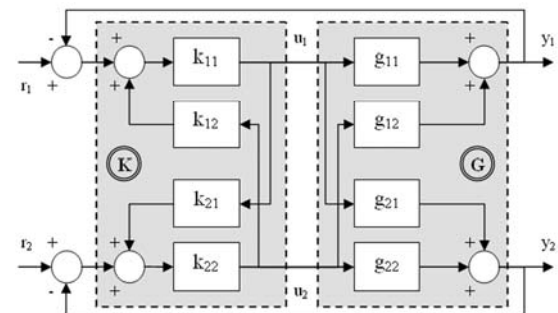 - + k₁₁ u₁ g₁₁ + y₁
r₁ + + +
k₁₂ g₁₂
K G
k₂₁ g₂₁
r₂ + + + y₂
k₂₂ g₂₂
- + u₂ +